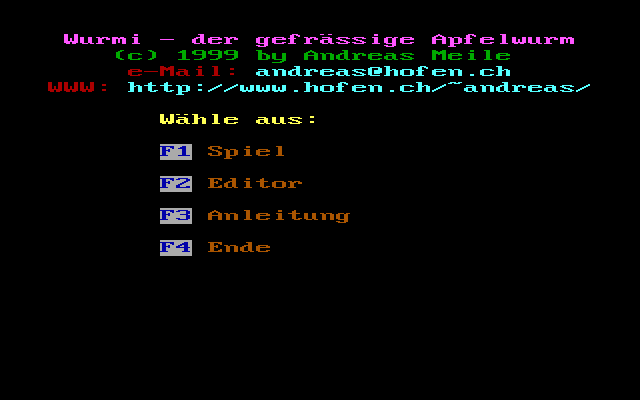 Wurmi - der gefrässige Apfelwurm
(c) 1999 by Andreas Meile
e-Mail: andreas@hofen.ch
WWW: http://www.hofen.ch/~andreas/
Wähle aus:
F1 Spiel
F2 Editor
F3 Anleitung
F4 Ende